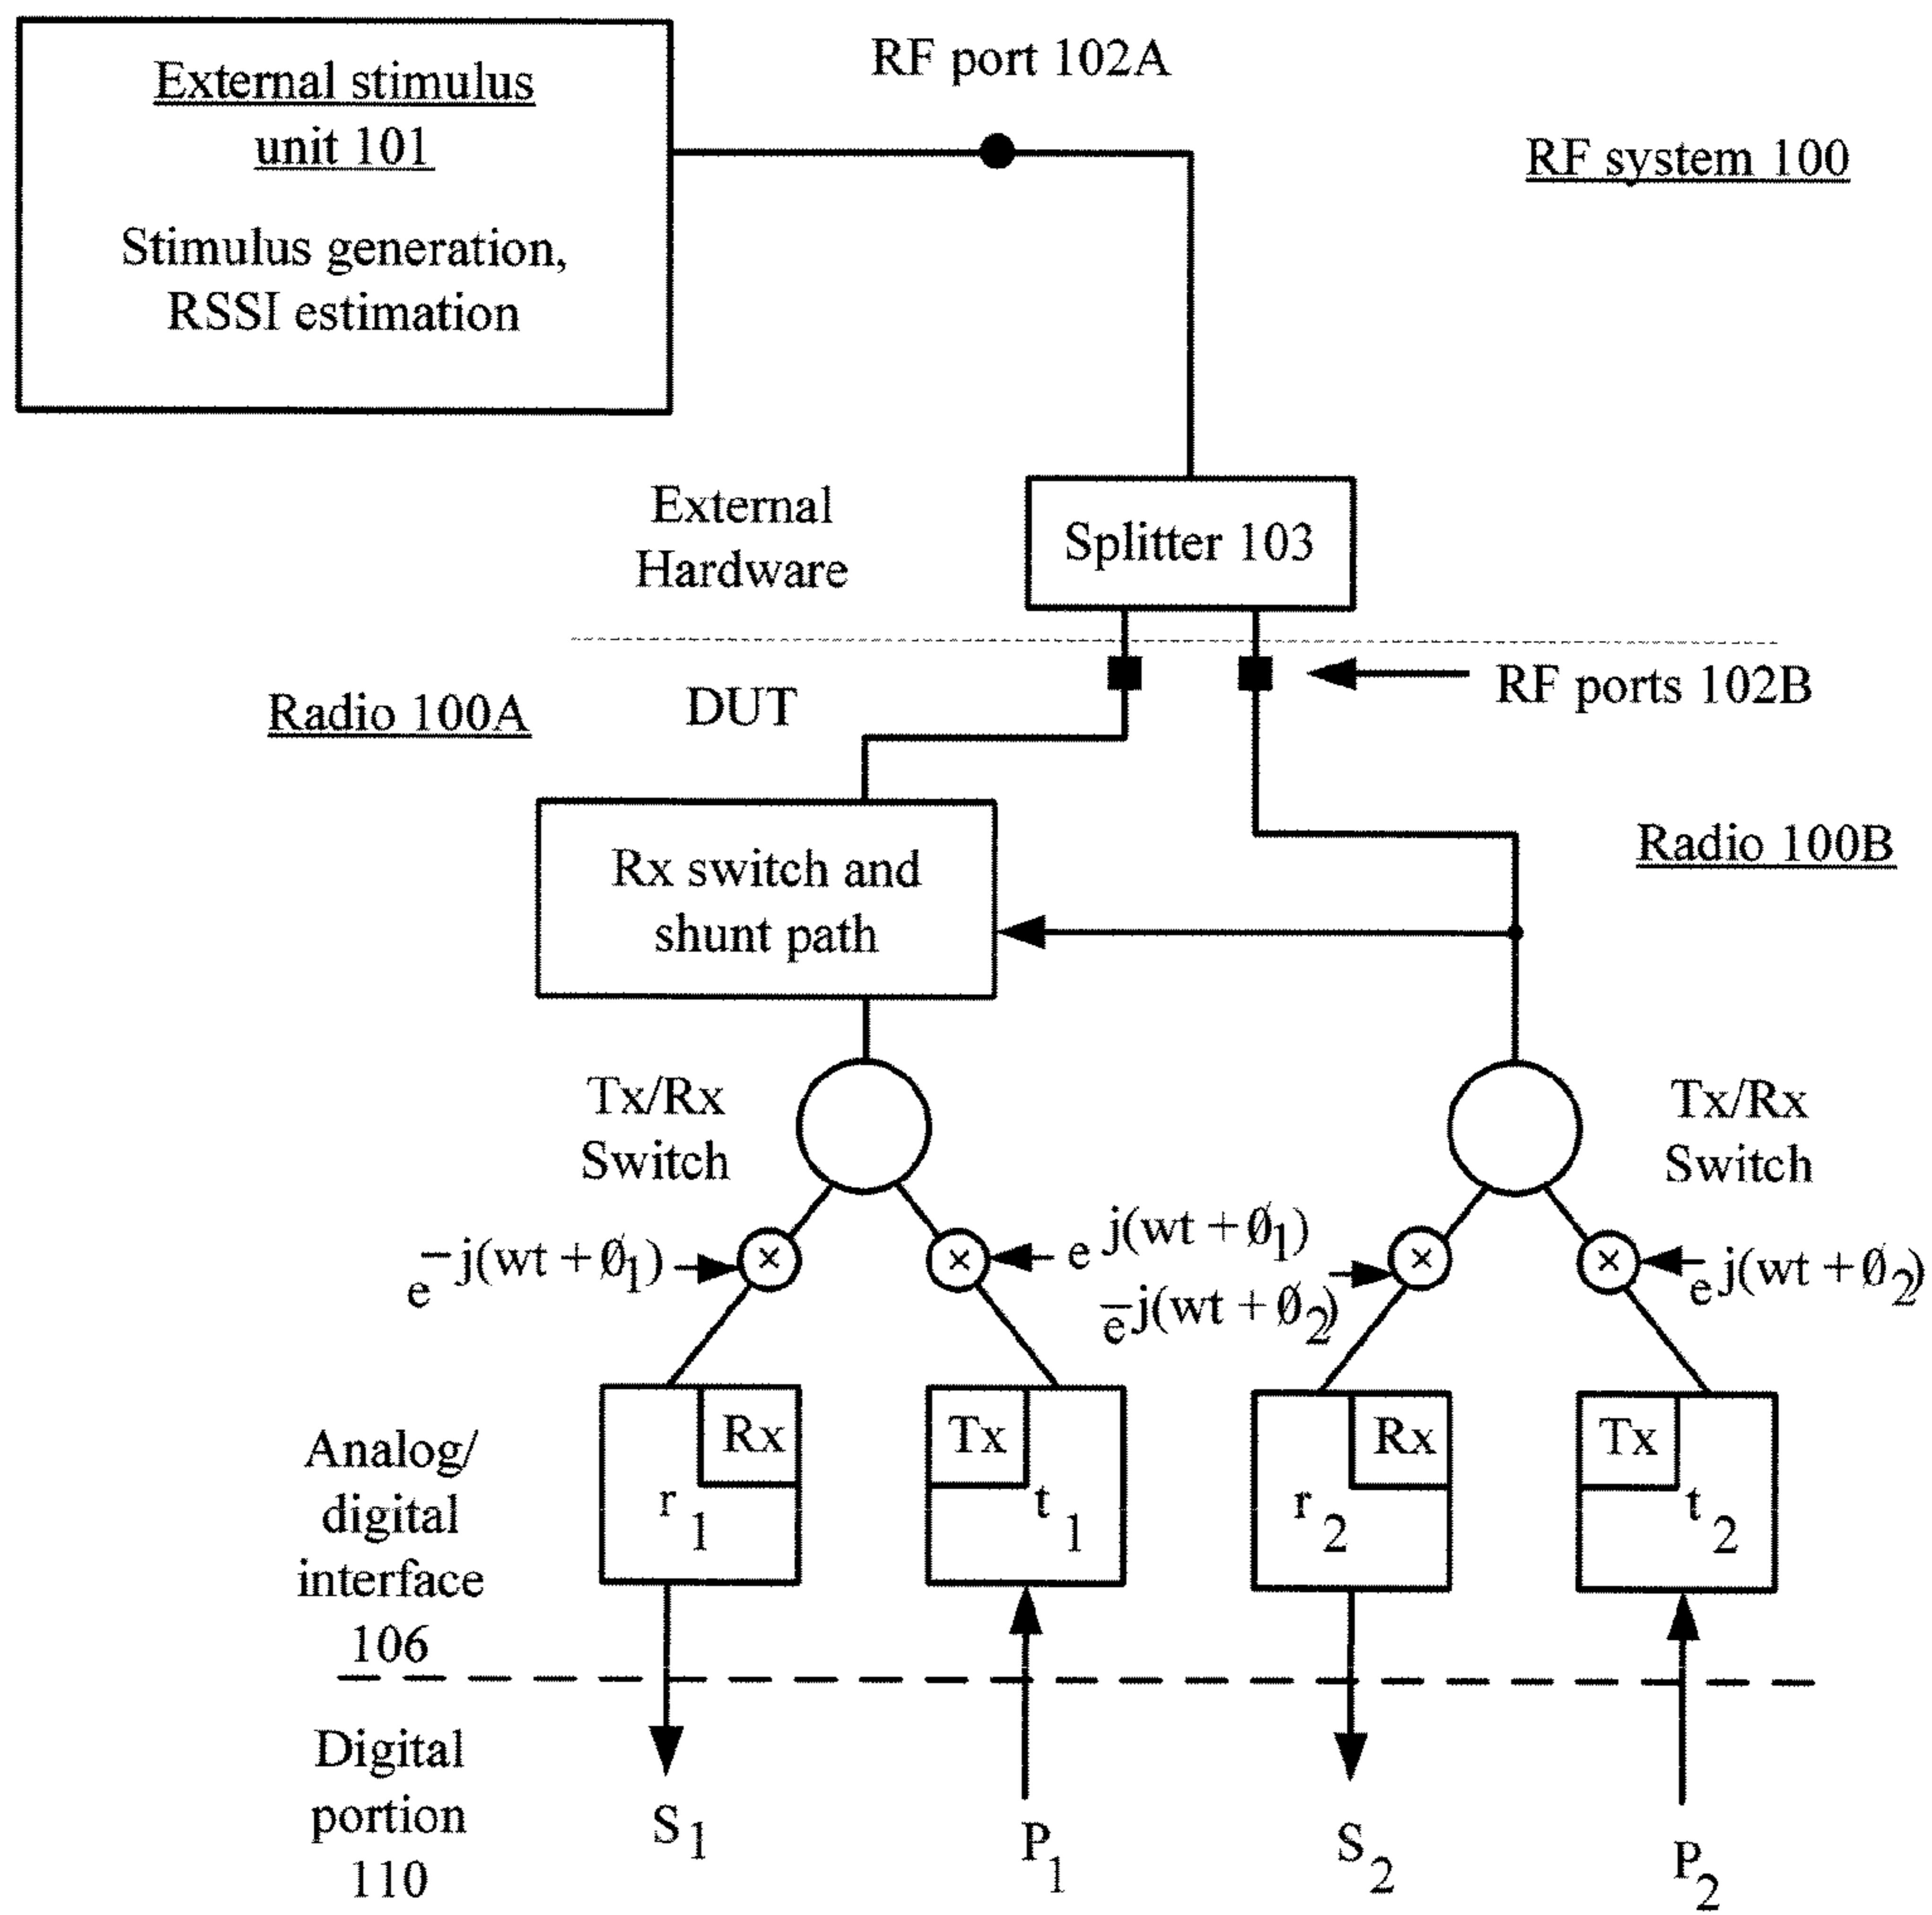 External stimulus
unit 101
Stimulus generation,
RSSI estimation
RF port 102A
RF system 100
External
Hardware
Splitter 103
RF ports 102B
Radio 100A
DUT
Rx switch and
shunt path
Radio 100B
Tx/Rx
Switch
Tx/Rx
Switch
e–j(wt + Ø1)
× × × ×
e j(wt + Ø1)
e–j(wt + Ø2)
e–j(wt + Ø2)
Rx
r1
Tx
t1
Rx
r2
Tx
t2
Analog/
digital
interface
106
Digital
portion
110
S1
P1
S2
P2